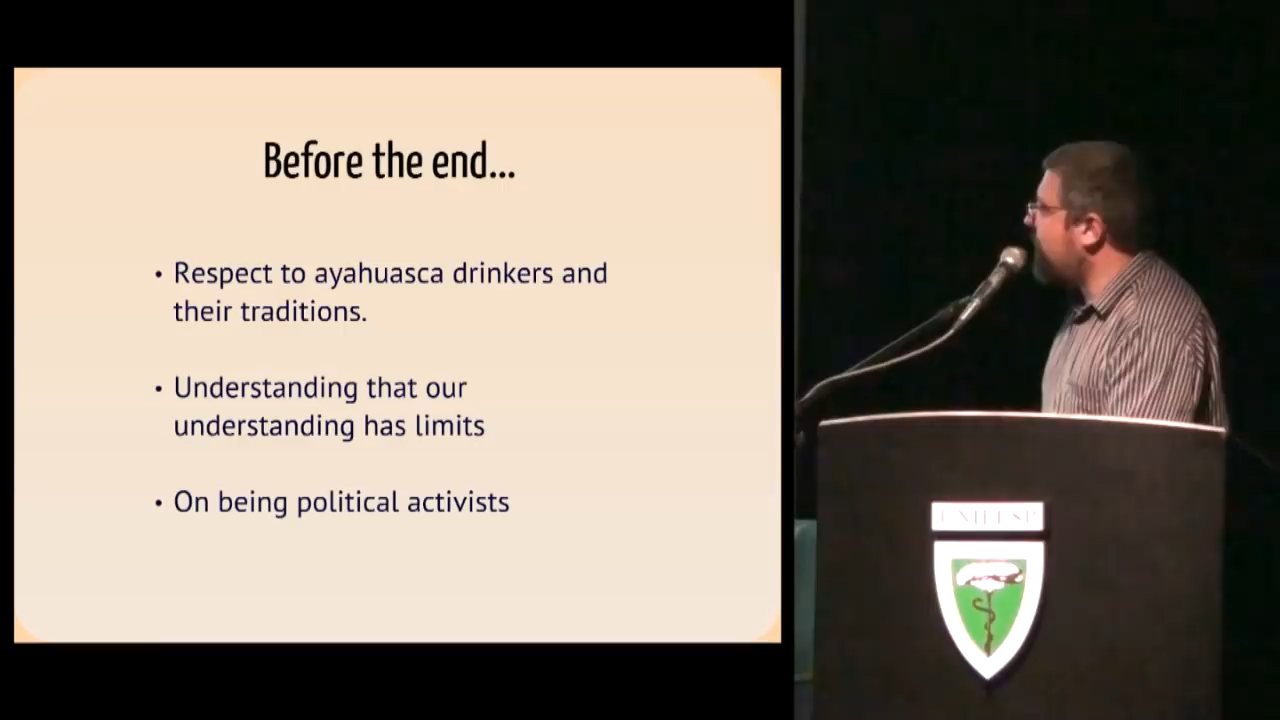 Before the end...
• Respect to ayahuasca drinkers and
their traditions.
• Understanding that our
understanding has limits
• On being political activists
UNIFESP